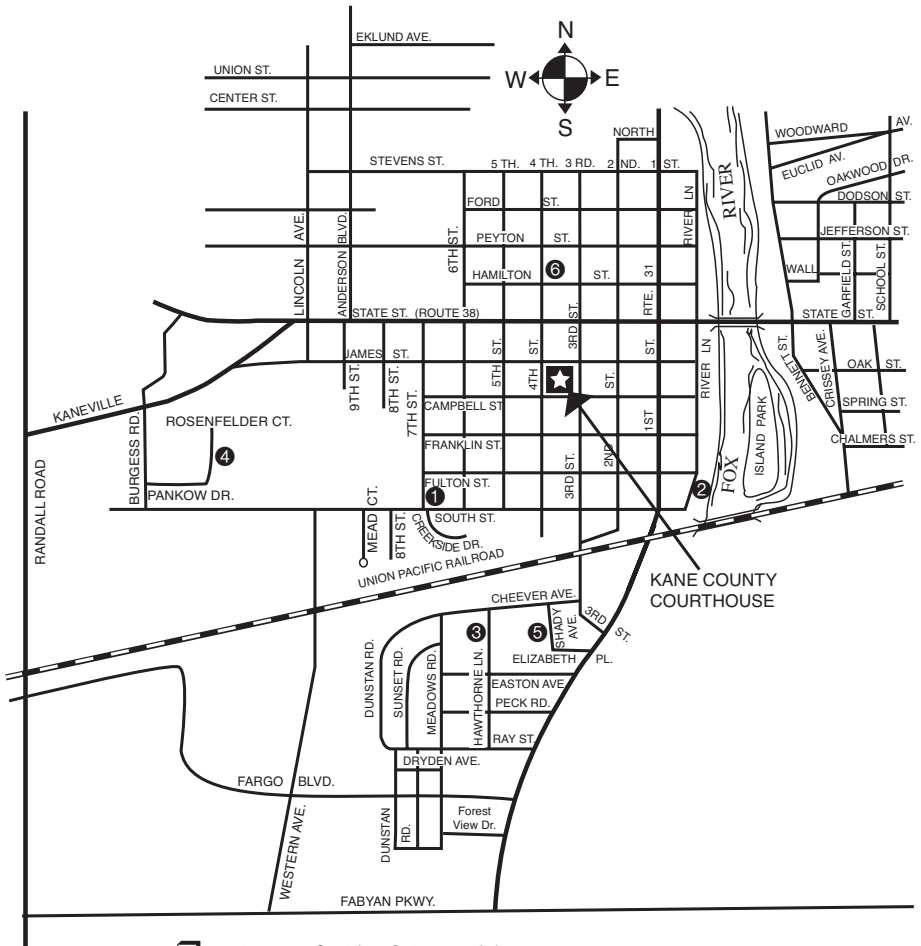 EKLUND AVE.
UNION ST.
CENTER ST.
N
W E
S
NORTH
WOODWARD AV.
EUCLID AV.
OAKWOOD DR.
STEVENS ST.
5 TH. 4 TH. 3 RD. 2 ND. 1 ST.
DODSON ST.
FORD ST.
RIVER LN
RIVER
JEFFERSON ST.
LINCOLN AVE.
ANDERSON BLVD.
6TH ST.
PEYTON ST.
HAMILTON ST.
6
RTE. 31
WALL
GARFIELD ST.
SCHOOL ST.
STATE ST. (ROUTE 38)
STATE ST.
3RD ST.
JAMES ST.
9TH ST.
8TH ST.
7TH ST.
5TH ST.
4TH ST.
2ND ST.
1ST ST.
RIVER LN
BENNETT ST.
CRISSEY AVE.
OAK ST.
SPRING ST.
CHALMERS ST.
KANEVILLE
CAMPBELL ST.
ROSENFELDER CT.
4
BURGESS RD.
PANKOW DR.
FRANKLIN ST.
FULTON ST.
1
3RD ST.
2
FOX
ISLAND PARK
RANDALL ROAD
MEAD CT.
8TH ST.
SOUTH ST.
CREEKSIDE DR.
UNION PACIFIC RAILROAD
KANE COUNTY
COURTHOUSE
CHEEVER AVE.
3
5
SHADY AVE.
3RD ST.
ELIZABETH PL.
DUNSTAN RD.
SUNSET RD.
MEADOWS RD.
HAWTHORNE LN.
EASTON AVE.
PECK RD.
RAY ST.
DRYDEN AVE.
FARGO BLVD.
DUNSTAN RD.
Forest
View Dr.
WESTERN AVE.
FABYAN PKWY.